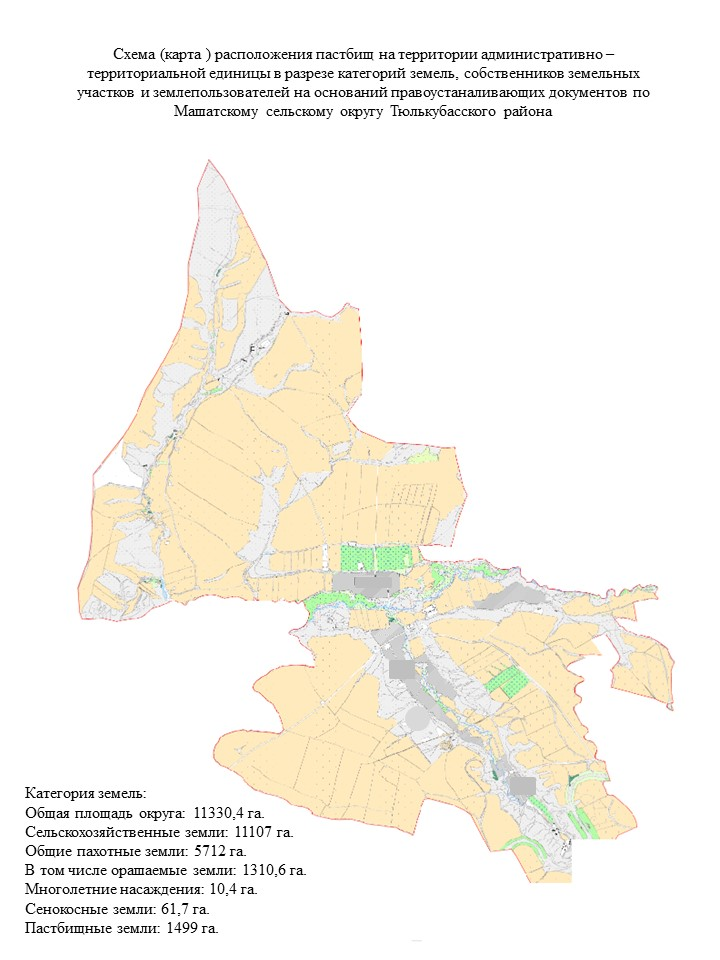 Схема (карта ) расположения пастбищ на территории административно –
территориальной единицы в разрезе категорий земель, собственников земельных
участков и землепользователей на оснований правоустаналивающих документов по
Машатскому сельскому округу Тюлькубасского района
Категория земель:
Общая площадь округа: 11330,4 га.
Сельскохозяйственные земли: 11107 га.
Общие пахотные земли: 5712 га.
В том числе орашаемые земли: 1310,6 га.
Многолетние насаждения: 10,4 га.
Сенокосные земли: 61,7 га.
Пастбищные земли: 1499 га.